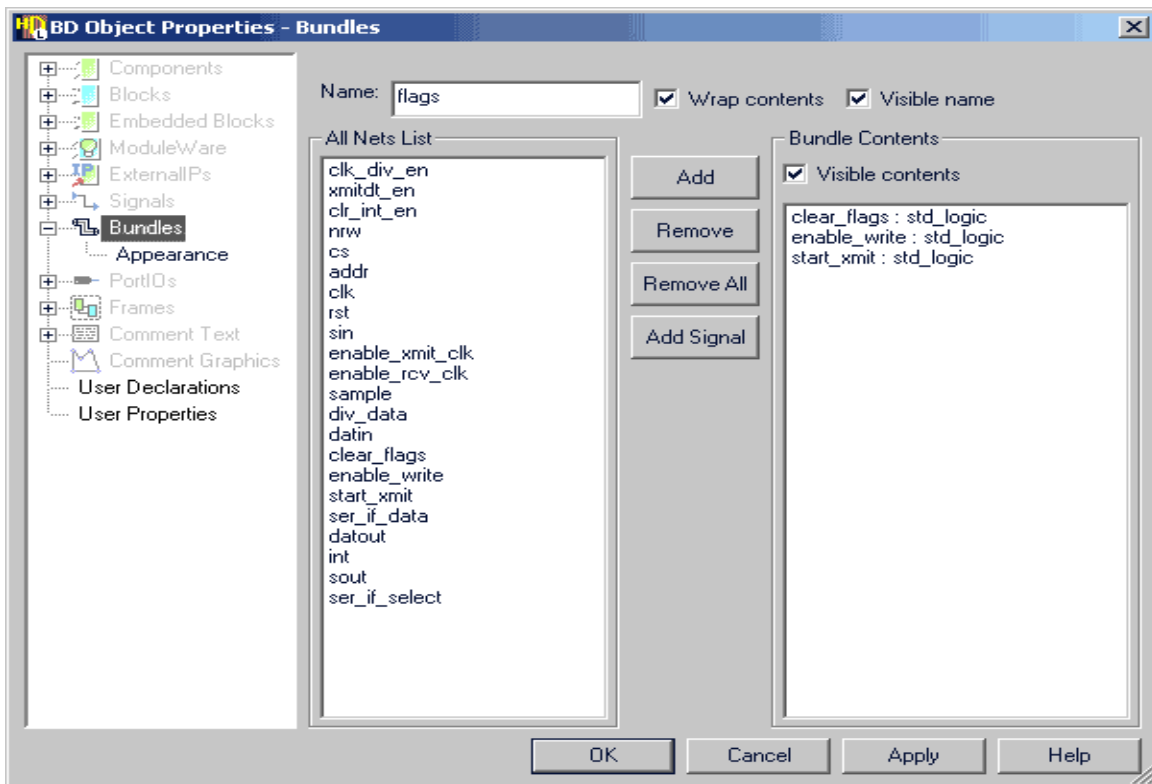 BD Object Properties - Bundles
Components
Blocks
Embedded Blocks
ModuleWare
ExternalIPs
Signals
Bundles
Appearance
PortIOs
Frames
Comment Text
Comment Graphics
User Declarations
User Properties
Name: flags
Wrap contents
Visible name
All Nets List
clk_div_en
xmitdt_en
clr_int_en
nrw
cs
addr
clk
rst
sin
enable_xmit_clk
enable_rcv_clk
sample
div_data
datin
clear_flags
enable_write
start_xmit
ser_if_data
datout
int
sout
ser_if_select
Add
Remove
Remove All
Add Signal
Bundle Contents
Visible contents
clear_flags : std_logic
enable_write : std_logic
start_xmit : std_logic
OK
Cancel
Apply
Help